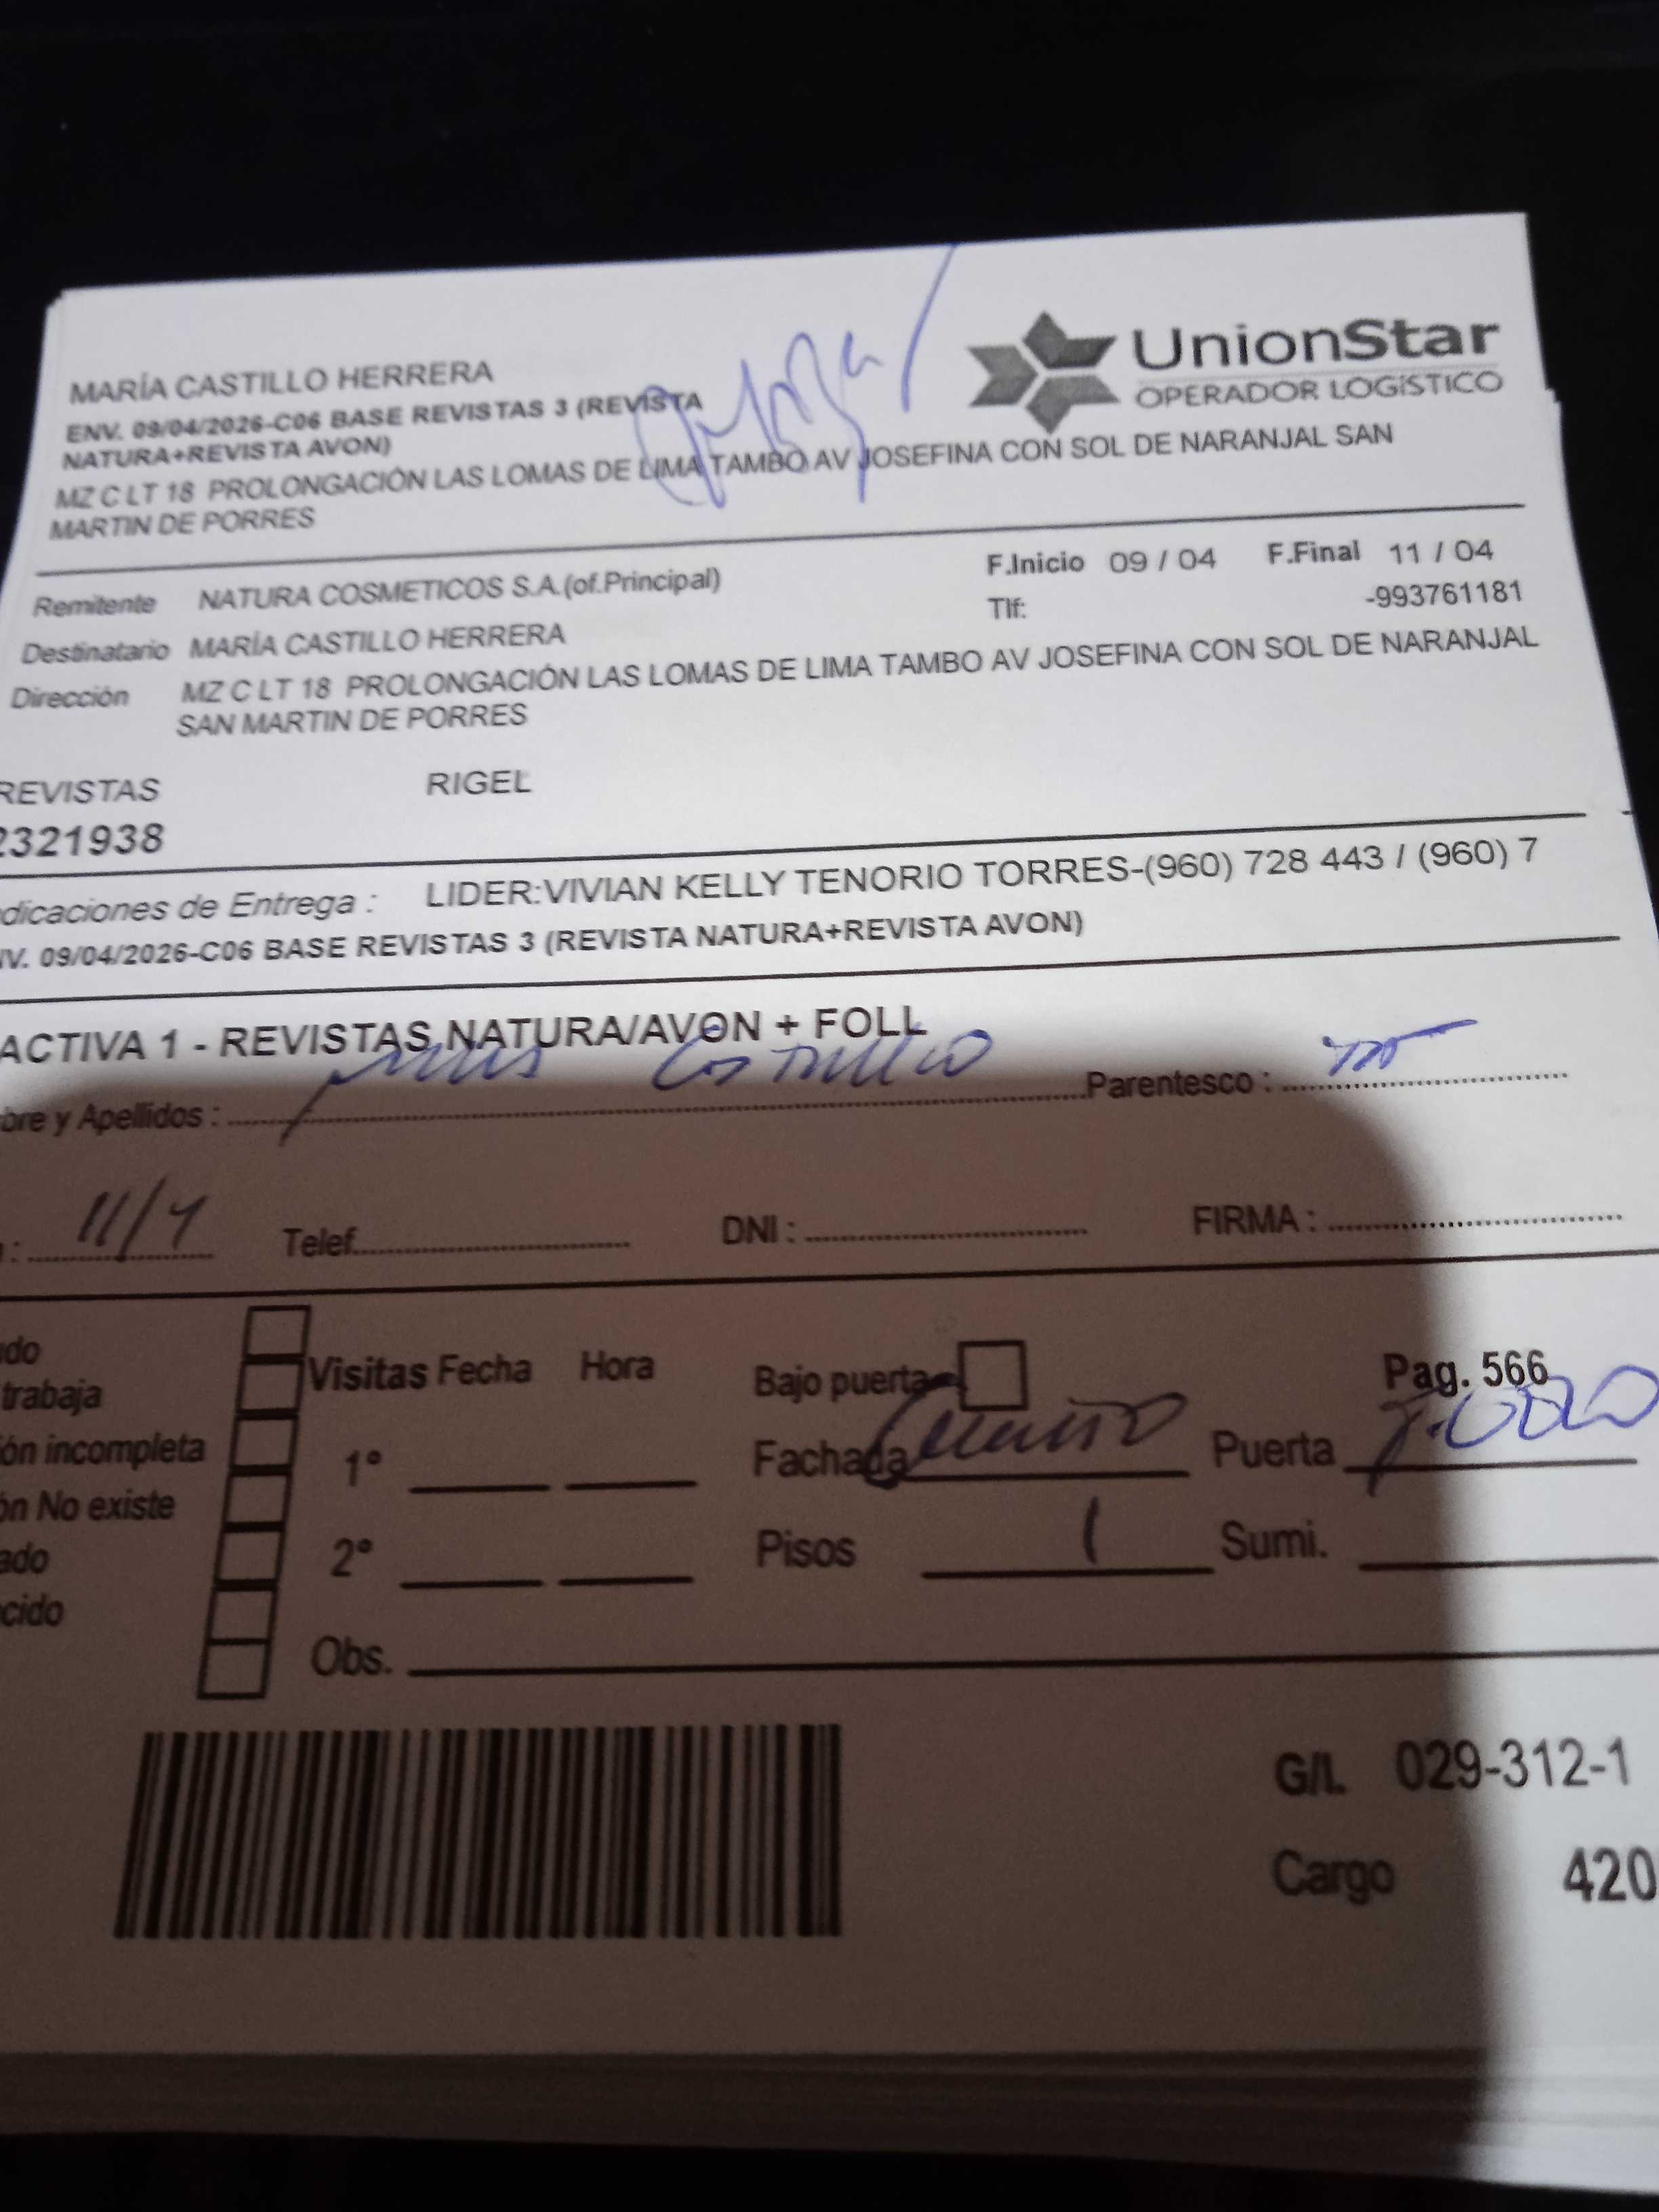 MARÍA CASTILLO HERRERA
ENV. 09/04/2026-C06 BASE REVISTAS 3 (REVISTA
NATURA+REVISTA AVON)
MZ C LT 18 PROLONGACIÓN LAS LOMAS DE LIMA TAMBO AV JOSEFINA CON SOL DE NARANJAL SAN
MARTIN DE PORRES
UnionStar
OPERADOR LOGíSTICO
Remitente NATURA COSMETICOS S.A.(of.Principal)
F.Inicio 09 / 04 F.Final 11 / 04
Destinatario MARÍA CASTILLO HERRERA
Tlf: -993761181
Dirección MZ C LT 18 PROLONGACIÓN LAS LOMAS DE LIMA TAMBO AV JOSEFINA CON SOL DE NARANJAL
SAN MARTIN DE PORRES
REVISTAS RIGEL
2321938
dicaciones de Entrega : LIDER:VIVIAN KELLY TENORIO TORRES-(960) 728 443 / (960) 7
NV. 09/04/2026-C06 BASE REVISTAS 3 (REVISTA NATURA+REVISTA AVON)
ACTIVA 1 - REVISTAS NATURA/AVON + FOLL
bre y Apellidos : Castillo Parentesco :
: 11/4 Telef. DNI : FIRMA :
do
trabaja
ón incompleta
ón No existe
ado
cido
Visitas Fecha Hora
1°
2°
Obs.
Bajo puerta
Pag. 566
Fachada Puerta
Pisos 1 Sumi.
G/L 029-312-1
Cargo 420